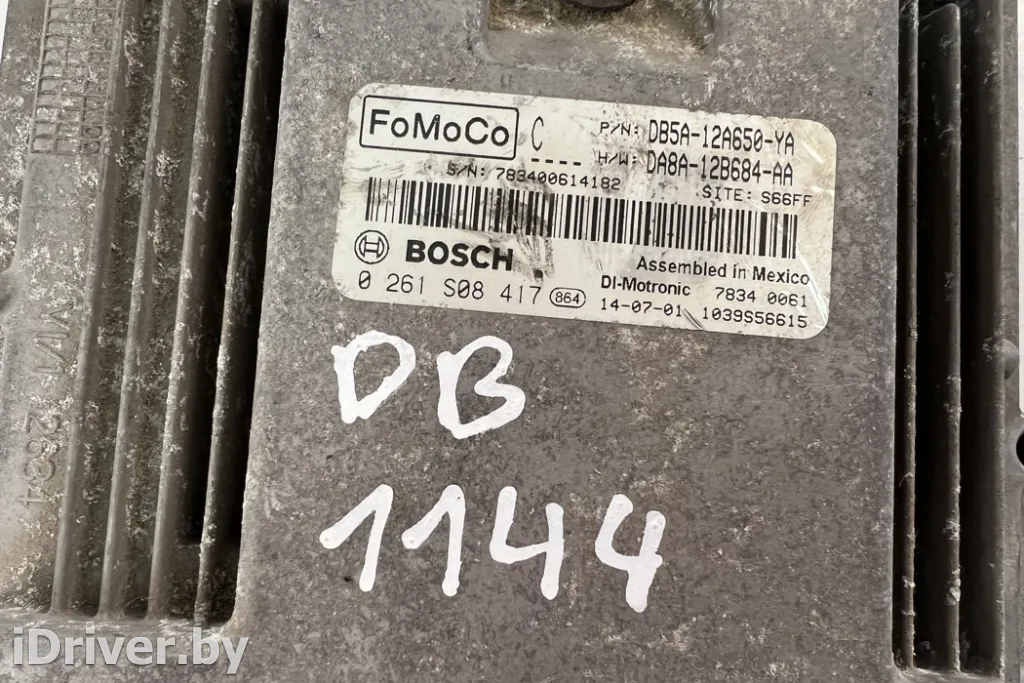 FoMoCo C P/N: DB5A-12A650-YA
---- H/W: DA8A-12B684-AA
S/N: 783400614182 SITE: S66FF
BOSCH Assembled in Mexico
DI-Motronic 7834 0061
0 261 S08 417 864 14-07-01 1039S56615
DB
1144
iDriver.by